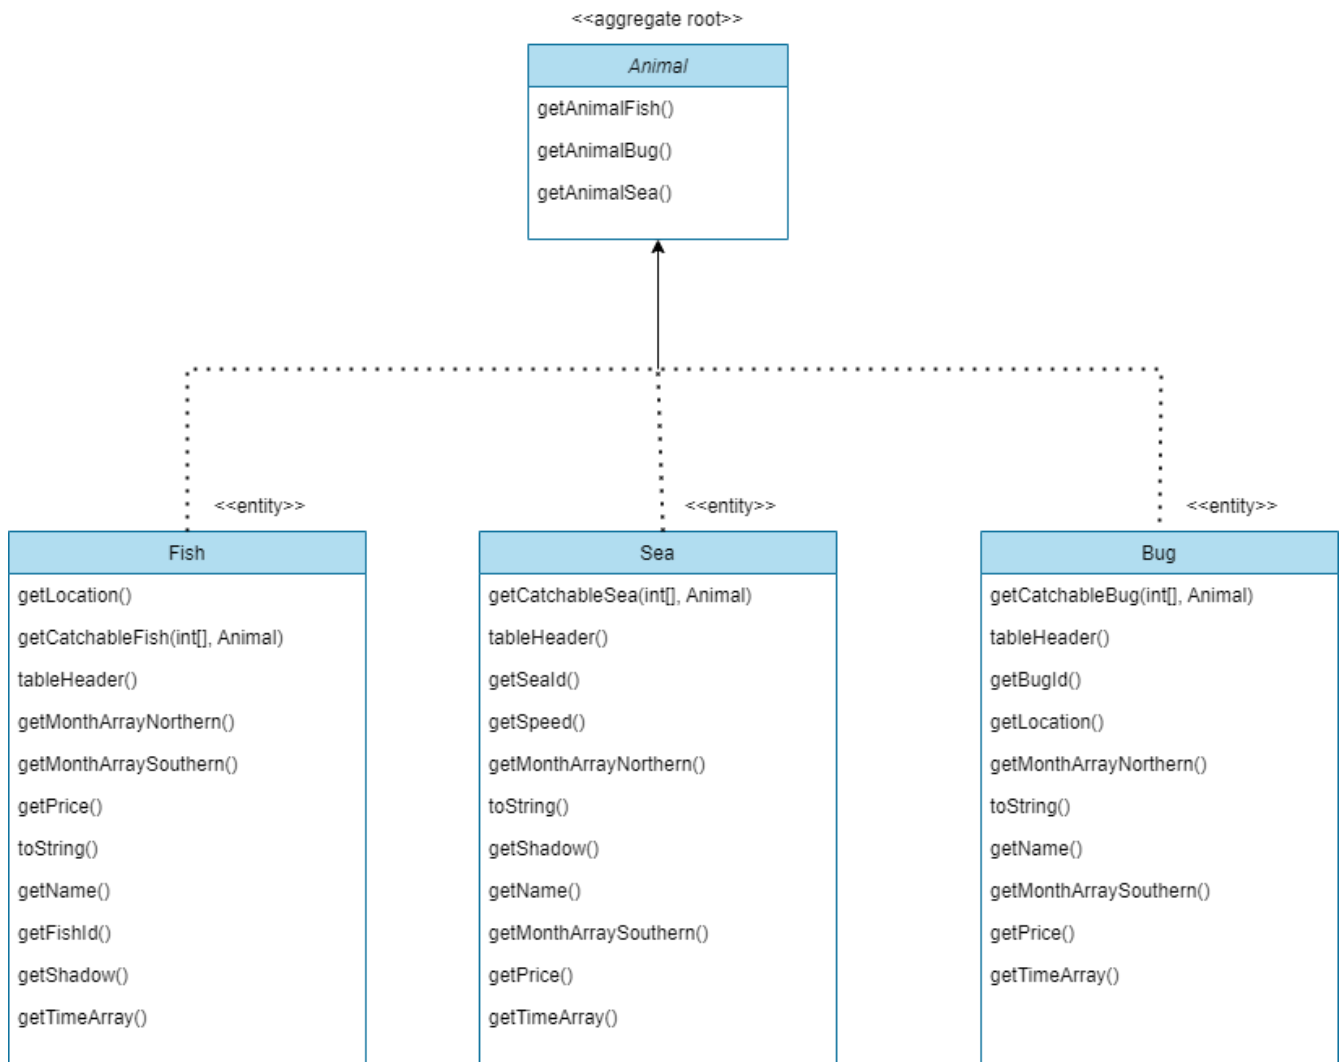 <<aggregate root>>
Animal
getAnimalFish()
getAnimalBug()
getAnimalSea()
<<entity>>
Fish
getLocation()
getCatchableFish(int[], Animal)
tableHeader()
getMonthArrayNorthern()
getMonthArraySouthern()
getPrice()
toString()
getName()
getFishId()
getShadow()
getTimeArray()
<<entity>>
Sea
getCatchableSea(int[], Animal)
tableHeader()
getSeaId()
getSpeed()
getMonthArrayNorthern()
toString()
getShadow()
getName()
getMonthArraySouthern()
getPrice()
getTimeArray()
<<entity>>
Bug
getCatchableBug(int[], Animal)
tableHeader()
getBugId()
getLocation()
getMonthArrayNorthern()
toString()
getName()
getMonthArraySouthern()
getPrice()
getTimeArray()